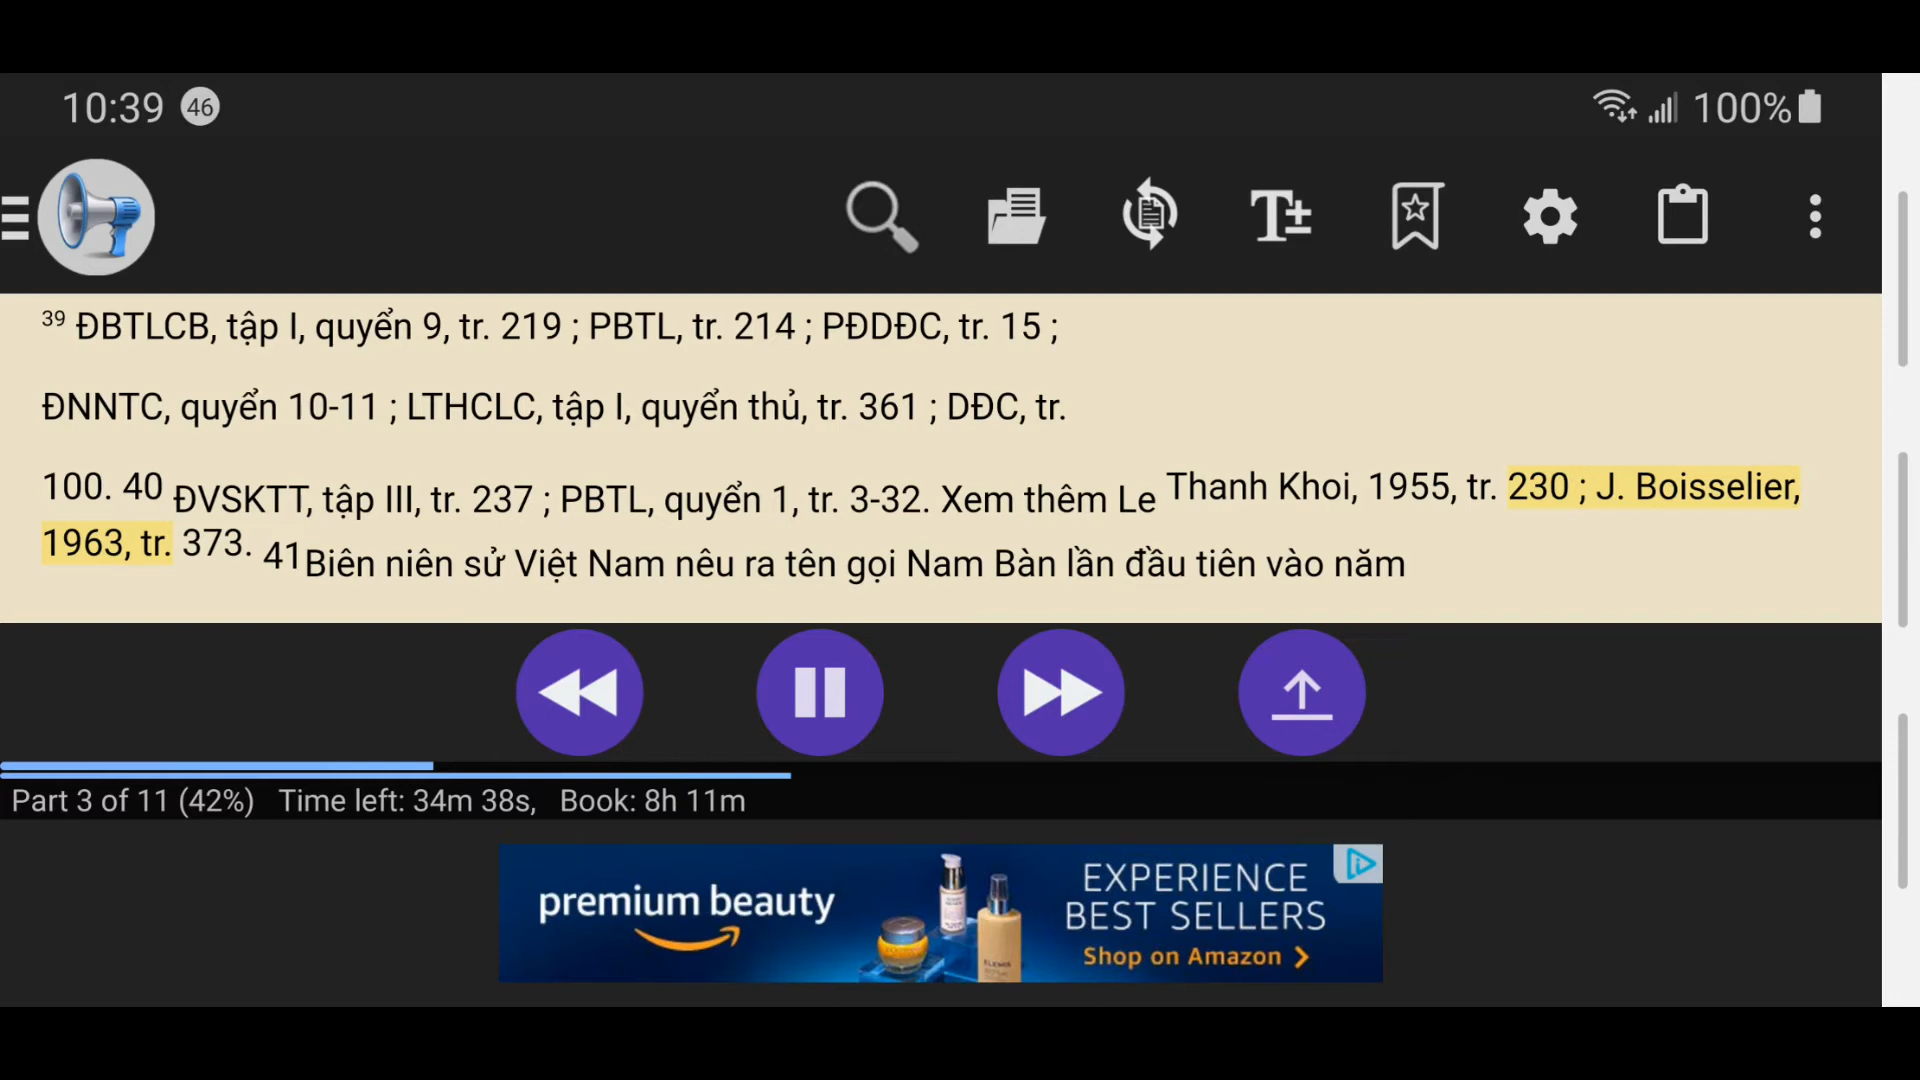 10:39 46 100%
39 ĐBTLCB, tập I, quyển 9, tr. 219 ; PBTL, tr. 214 ; PĐDĐC, tr. 15 ;
ĐNNTC, quyển 10-11 ; LTHCLC, tập I, quyển thủ, tr. 361 ; DĐC, tr.
100. 40 ĐVSKTT, tập III, tr. 237 ; PBTL, quyển 1, tr. 3-32. Xem thêm Le Thanh Khoi, 1955, tr. 230 ; J. Boisselier,
1963, tr. 373. 41Biên niên sử Việt Nam nêu ra tên gọi Nam Bàn lần đầu tiên vào năm
Part 3 of 11 (42%) Time left: 34m 38s, Book: 8h 11m
premium beauty
EXPERIENCE
BEST SELLERS
Shop on Amazon